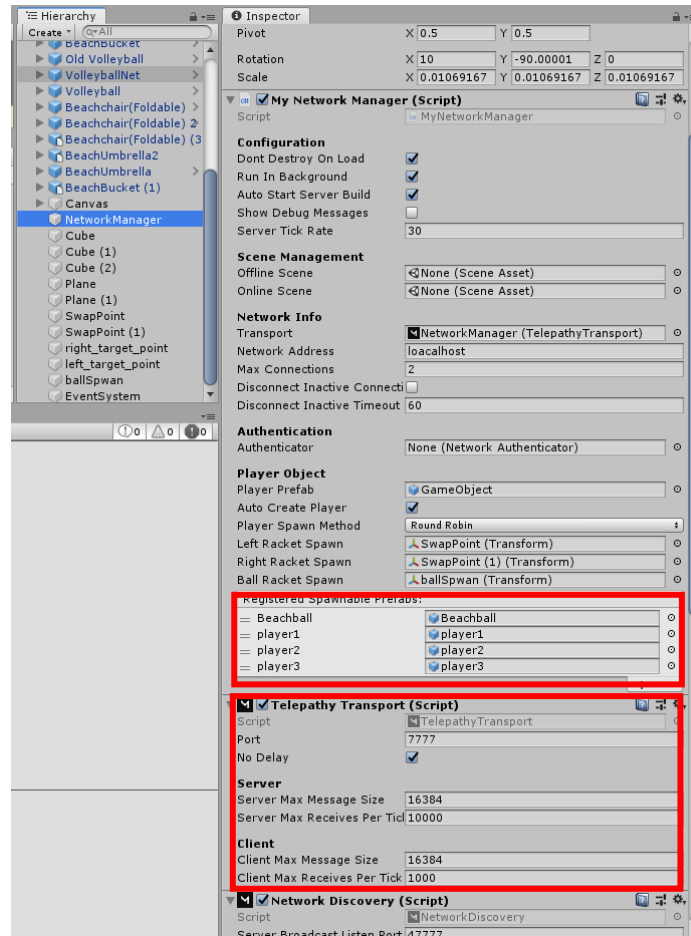 Hierarchy
Create
All
BeachBucket
Old Volleyball
VolleyballNet
Volleyball
Beachchair(Foldable)
Beachchair(Foldable) 2
Beachchair(Foldable) (3
BeachUmbrella2
BeachUmbrella
BeachBucket (1)
Canvas
NetworkManager
Cube
Cube (1)
Cube (2)
Plane
Plane (1)
SwapPoint
SwapPoint (1)
right_target_point
left_target_point
ballSpwan
EventSystem
0 0 0
Inspector
Pivot X 0.5 Y 0.5
Rotation X 10 Y -90.00001 Z 0
Scale X 0.01069167 Y 0.01069167 Z 0.01069167
My Network Manager (Script)
Script MyNetworkManager
Configuration
Dont Destroy On Load
Run In Background
Auto Start Server Build
Show Debug Messages
Server Tick Rate 30
Scene Management
Offline Scene None (Scene Asset)
Online Scene None (Scene Asset)
Network Info
Transport NetworkManager (TelepathyTransport)
Network Address loacalhost
Max Connections 2
Disconnect Inactive Connecti
Disconnect Inactive Timeout 60
Authentication
Authenticator None (Network Authenticator)
Player Object
Player Prefab GameObject
Auto Create Player
Player Spawn Method Round Robin
Left Racket Spawn SwapPoint (Transform)
Right Racket Spawn SwapPoint (1) (Transform)
Ball Racket Spawn ballSpwan (Transform)
Registered Spawnable Prefabs:
Beachball Beachball
player1 player1
player2 player2
player3 player3
Telepathy Transport (Script)
Script TelepathyTransport
Port 7777
No Delay
Server
Server Max Message Size 16384
Server Max Receives Per Tick 10000
Client
Client Max Message Size 16384
Client Max Receives Per Tick 1000
Network Discovery (Script)
Script NetworkDiscovery
Server Broadcast Listen Port 47777